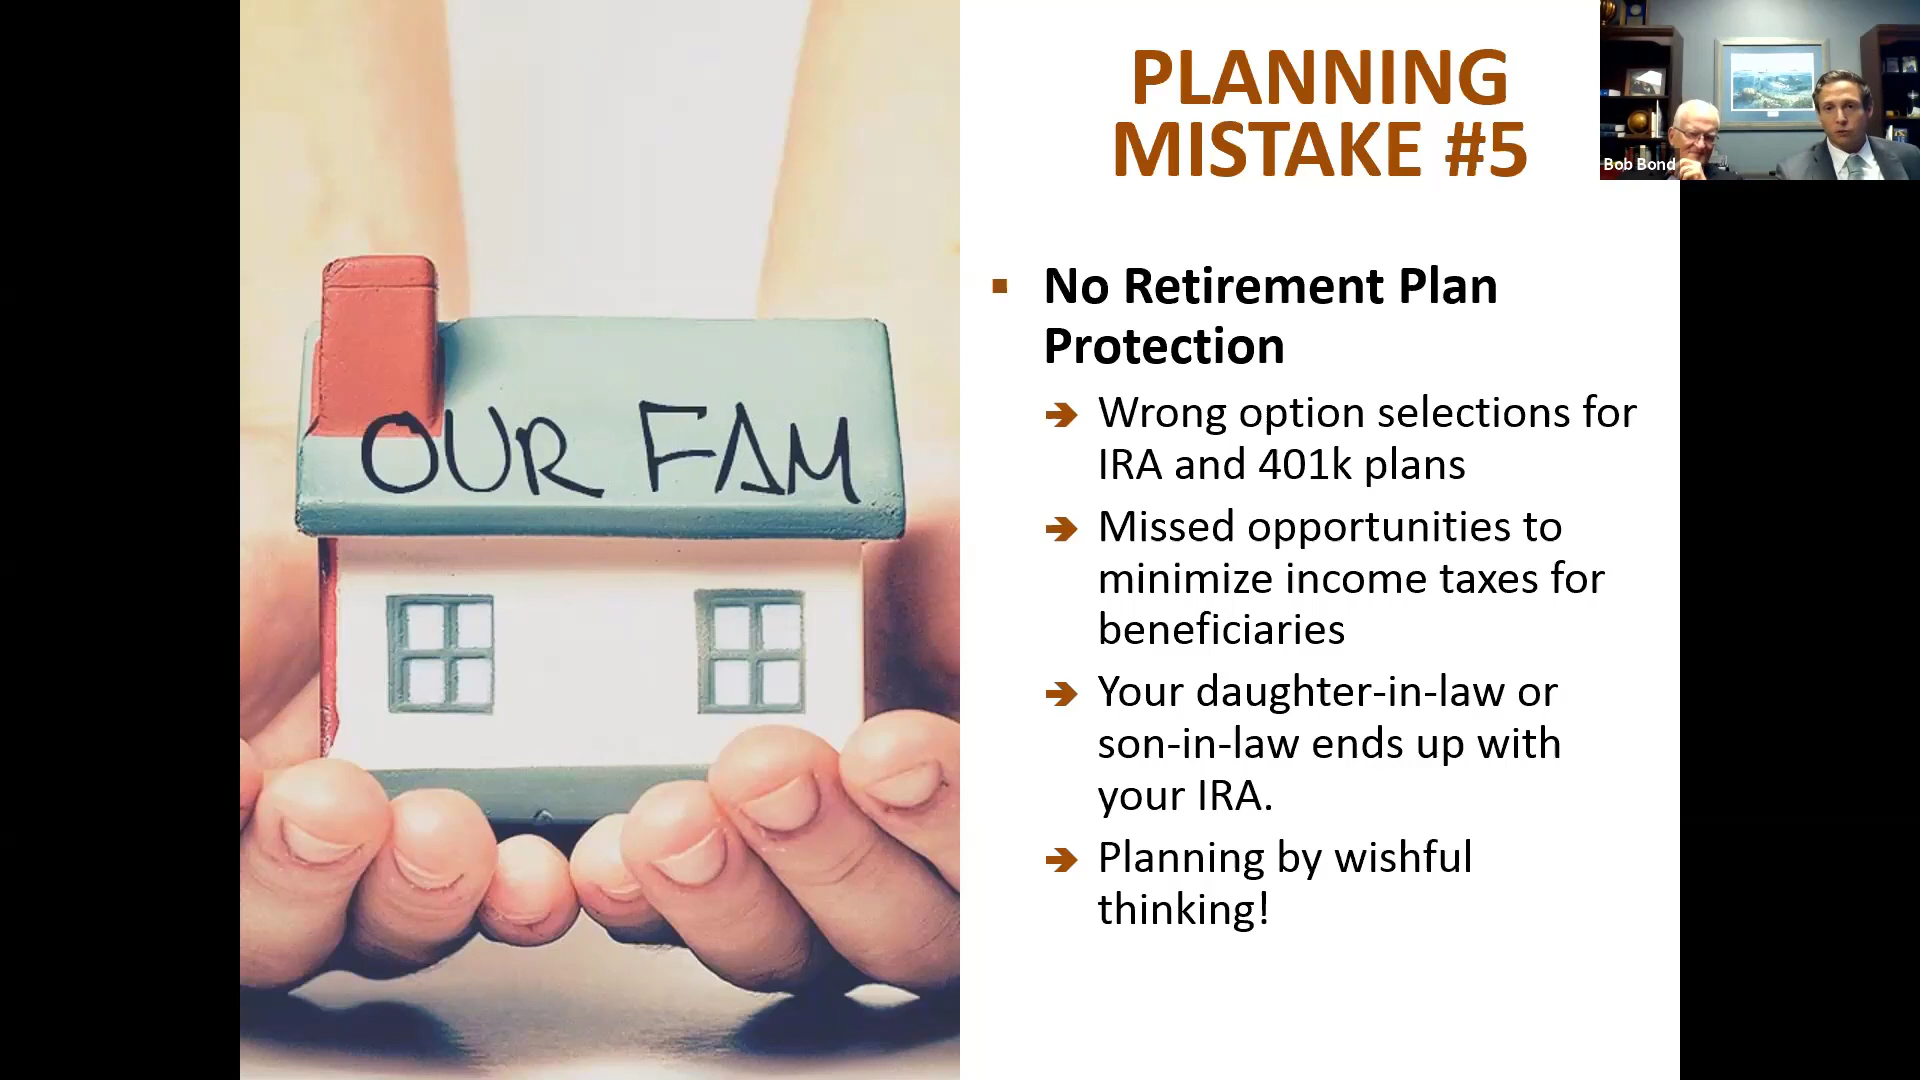 PLANNING
MISTAKE #5
Bob Bond
▪ No Retirement Plan
Protection
➔ Wrong option selections for
IRA and 401k plans
➔ Missed opportunities to
minimize income taxes for
beneficiaries
➔ Your daughter-in-law or
son-in-law ends up with
your IRA.
➔ Planning by wishful
thinking!
OUR FAM